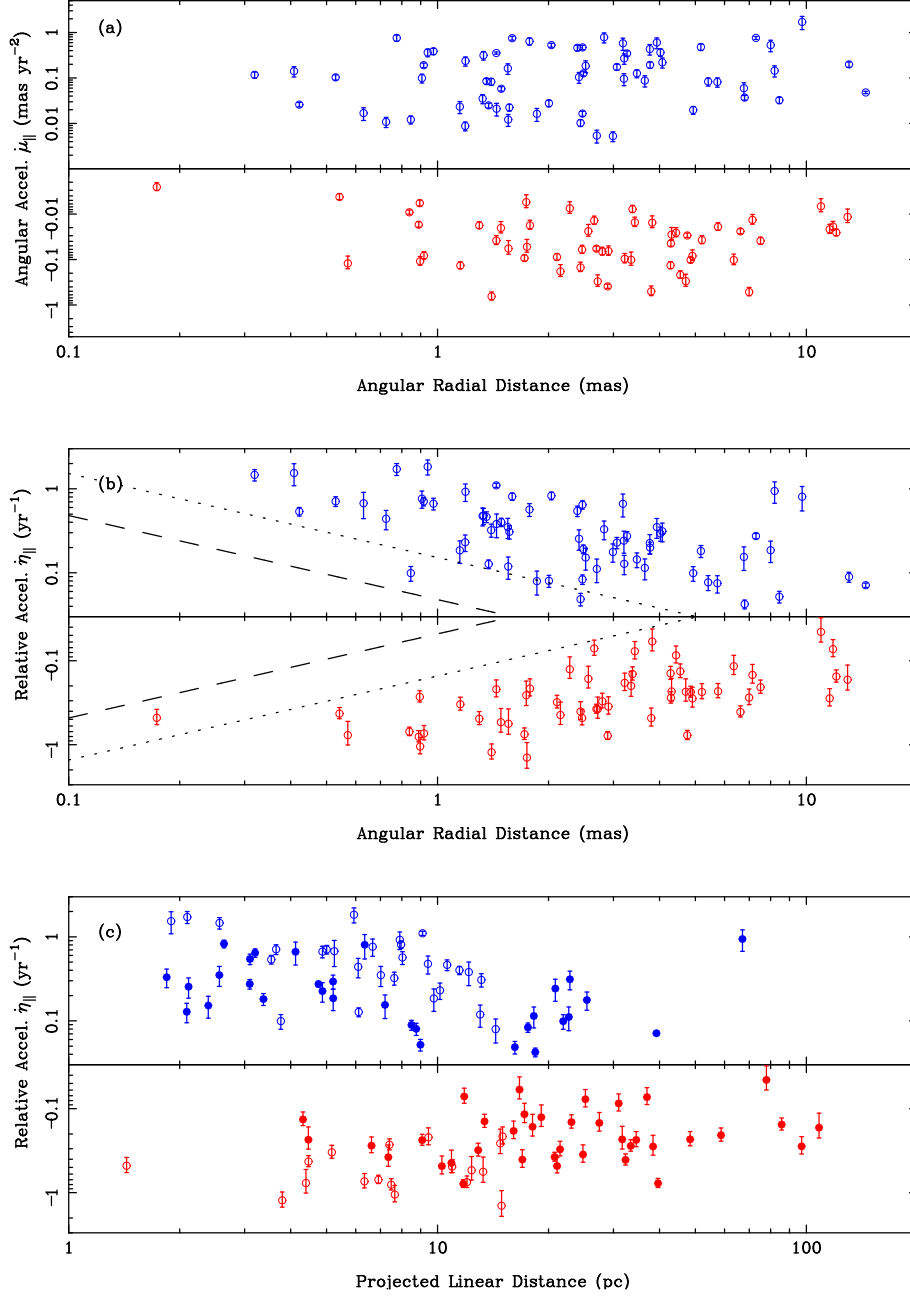 (a)
Angular Accel. μ̇∥ (mas yr⁻²)
1
0.1
0.01
-0.01
-0.1
-1
0.1 1 10
Angular Radial Distance (mas)
(b)
Relative Accel. η̇∥ (yr⁻¹)
1
0.1
-0.1
-1
0.1 1 10
Angular Radial Distance (mas)
(c)
Relative Accel. η̇∥ (yr⁻¹)
1
0.1
-0.1
-1
1 10 100
Projected Linear Distance (pc)